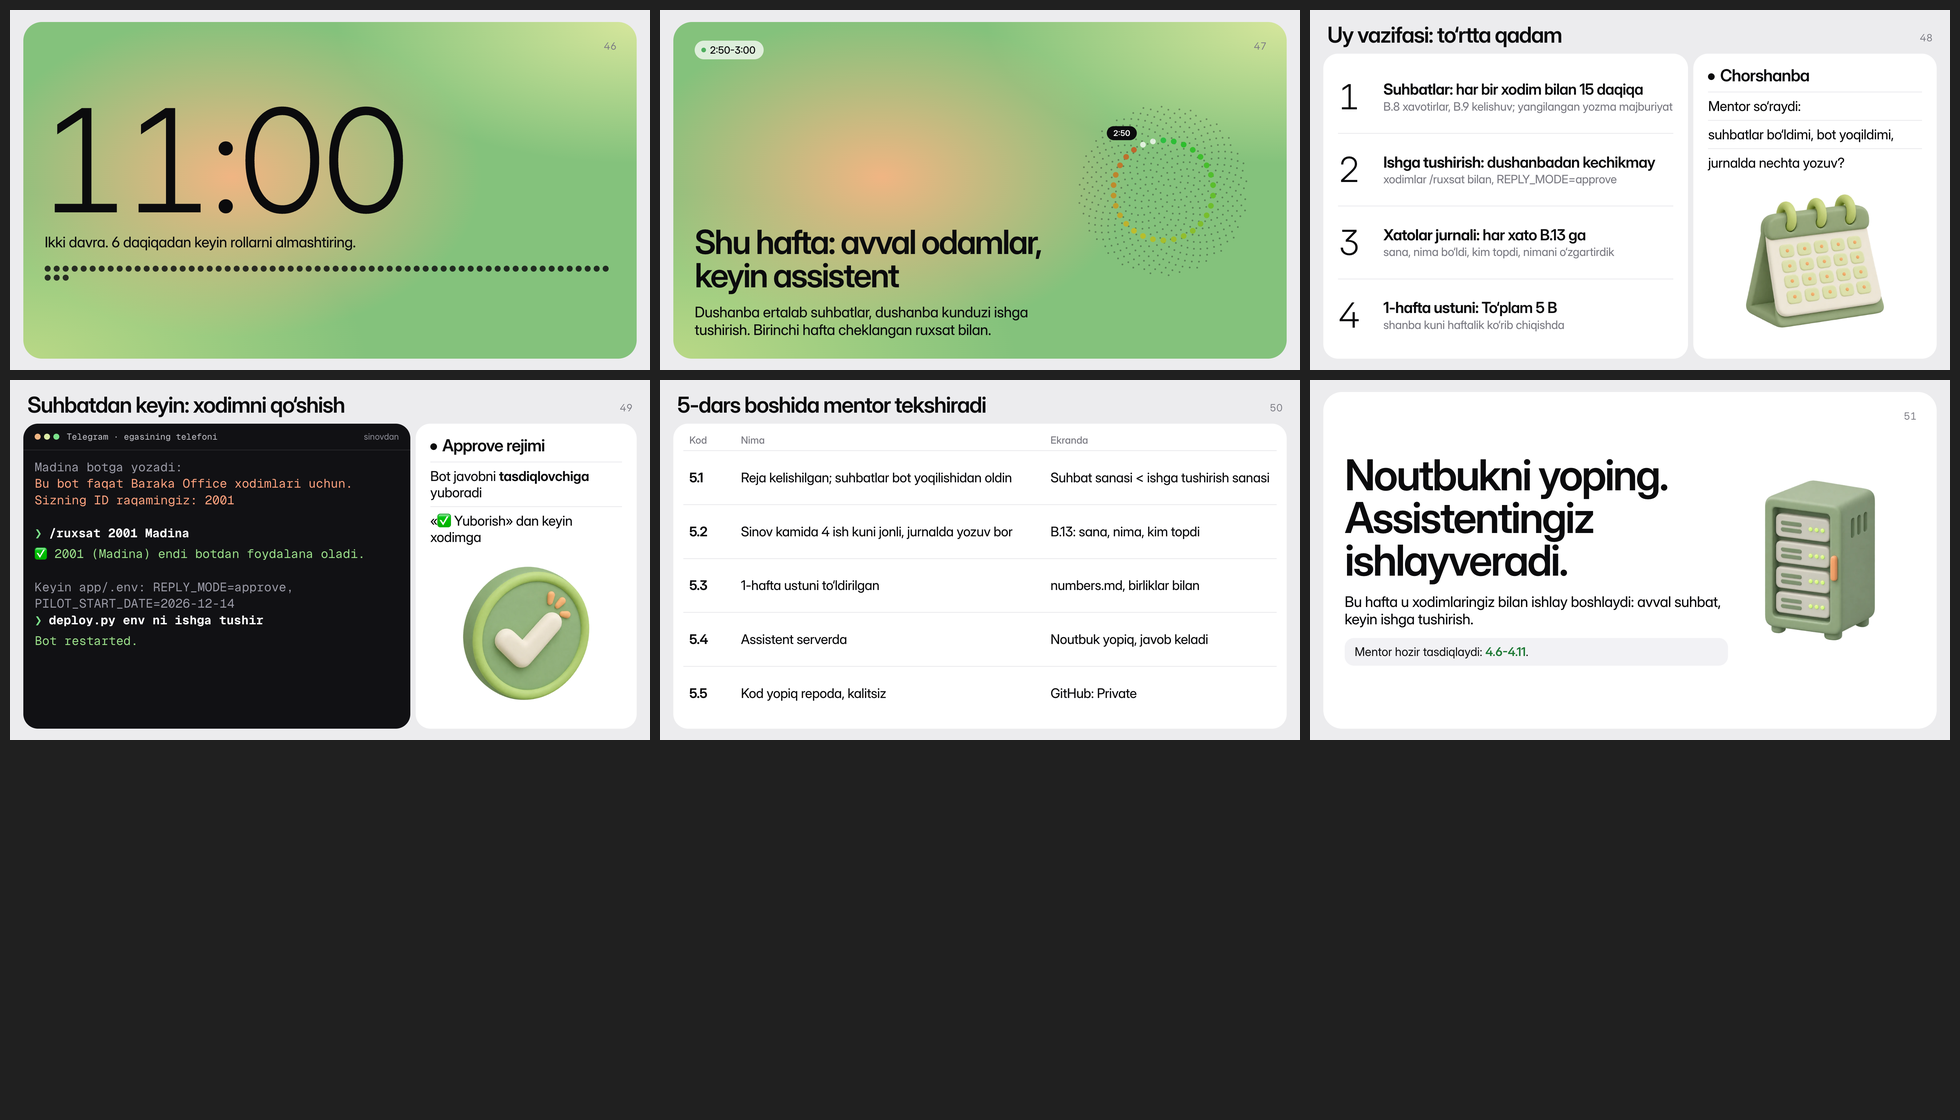 46
11:00
Ikki davra. 6 daqiqadan keyin rollarni almashtiring.
2:50-3:00
47
2:50
Shu hafta: avval odamlar,
keyin assistent
Dushanba ertalab suhbatlar, dushanba kunduzi ishga
tushirish. Birinchi hafta cheklangan ruxsat bilan.
Uy vazifasi: to‘rtta qadam
48
1
Suhbatlar: har bir xodim bilan 15 daqiqa
B.8 xavotirlar, B.9 kelishuv; yangilangan yozma majburiyat
2
Ishga tushirish: dushanbadan kechikmay
xodimlar /ruxsat bilan, REPLY_MODE=approve
3
Xatolar jurnali: har xato B.13 ga
sana, nima bo‘ldi, kim topdi, nimani o‘zgartirdik
4
1-hafta ustuni: To‘plam 5 B
shanba kuni haftalik ko‘rib chiqishda
• Chorshanba
Mentor so‘raydi:
suhbatlar bo‘ldimi, bot yoqildimi,
jurnalda nechta yozuv?
Suhbatdan keyin: xodimni qo‘shish
49
Telegram · egasining telefoni
sinovdan
Madina botga yozadi:
Bu bot faqat Baraka Office xodimlari uchun.
Sizning ID raqamingiz: 2001
❯ /ruxsat 2001 Madina
✅ 2001 (Madina) endi botdan foydalana oladi.
Keyin app/.env: REPLY_MODE=approve,
PILOT_START_DATE=2026-12-14
❯ deploy.py env ni ishga tushir
Bot restarted.
• Approve rejimi
Bot javobni tasdiqlovchiga
yuboradi
«✅ Yuborish» dan keyin
xodimga
5-dars boshida mentor tekshiradi
50
Kod Nima Ekranda
5.1 Reja kelishilgan; suhbatlar bot yoqilishidan oldin Suhbat sanasi < ishga tushirish sanasi
5.2 Sinov kamida 4 ish kuni jonli, jurnalda yozuv bor B.13: sana, nima, kim topdi
5.3 1-hafta ustuni to‘ldirilgan numbers.md, birliklar bilan
5.4 Assistent serverda Noutbuk yopiq, javob keladi
5.5 Kod yopiq repoda, kalitsiz GitHub: Private
51
Noutbukni yoping.
Assistentingiz
ishlayveradi.
Bu hafta u xodimlaringiz bilan ishlay boshlaydi: avval suhbat,
keyin ishga tushirish.
Mentor hozir tasdiqlaydi: 4.6-4.11.